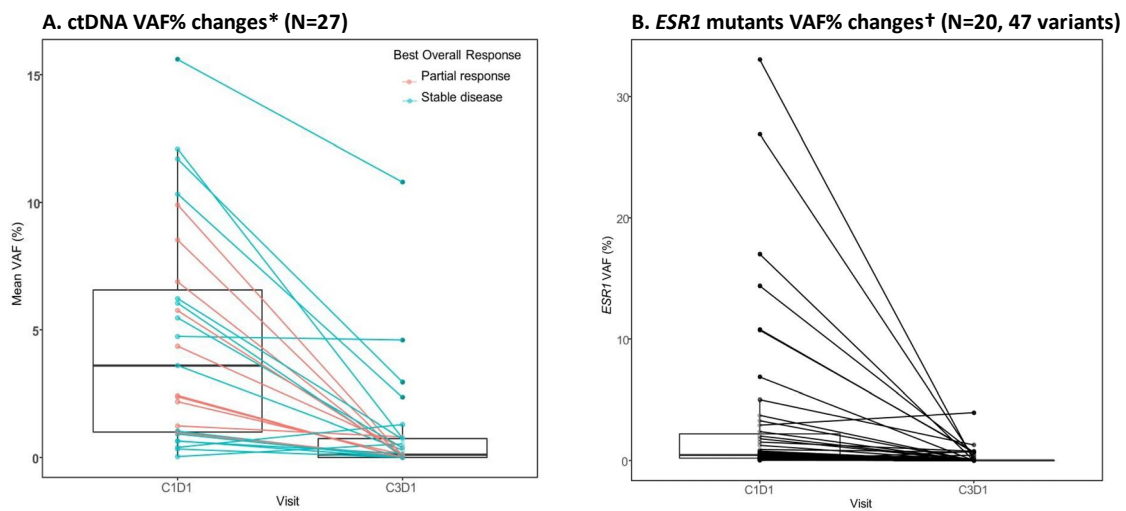 A. ctDNA VAF% changes* (N=27)
Best Overall Response
Partial response
Stable disease
15
10
5
0
Mean VAF (%)
C1D1
C3D1
Visit
B. ESR1 mutants VAF% changes† (N=20, 47 variants)
30
20
10
0
ESR1 VAF (%)
C1D1
C3D1
Visit